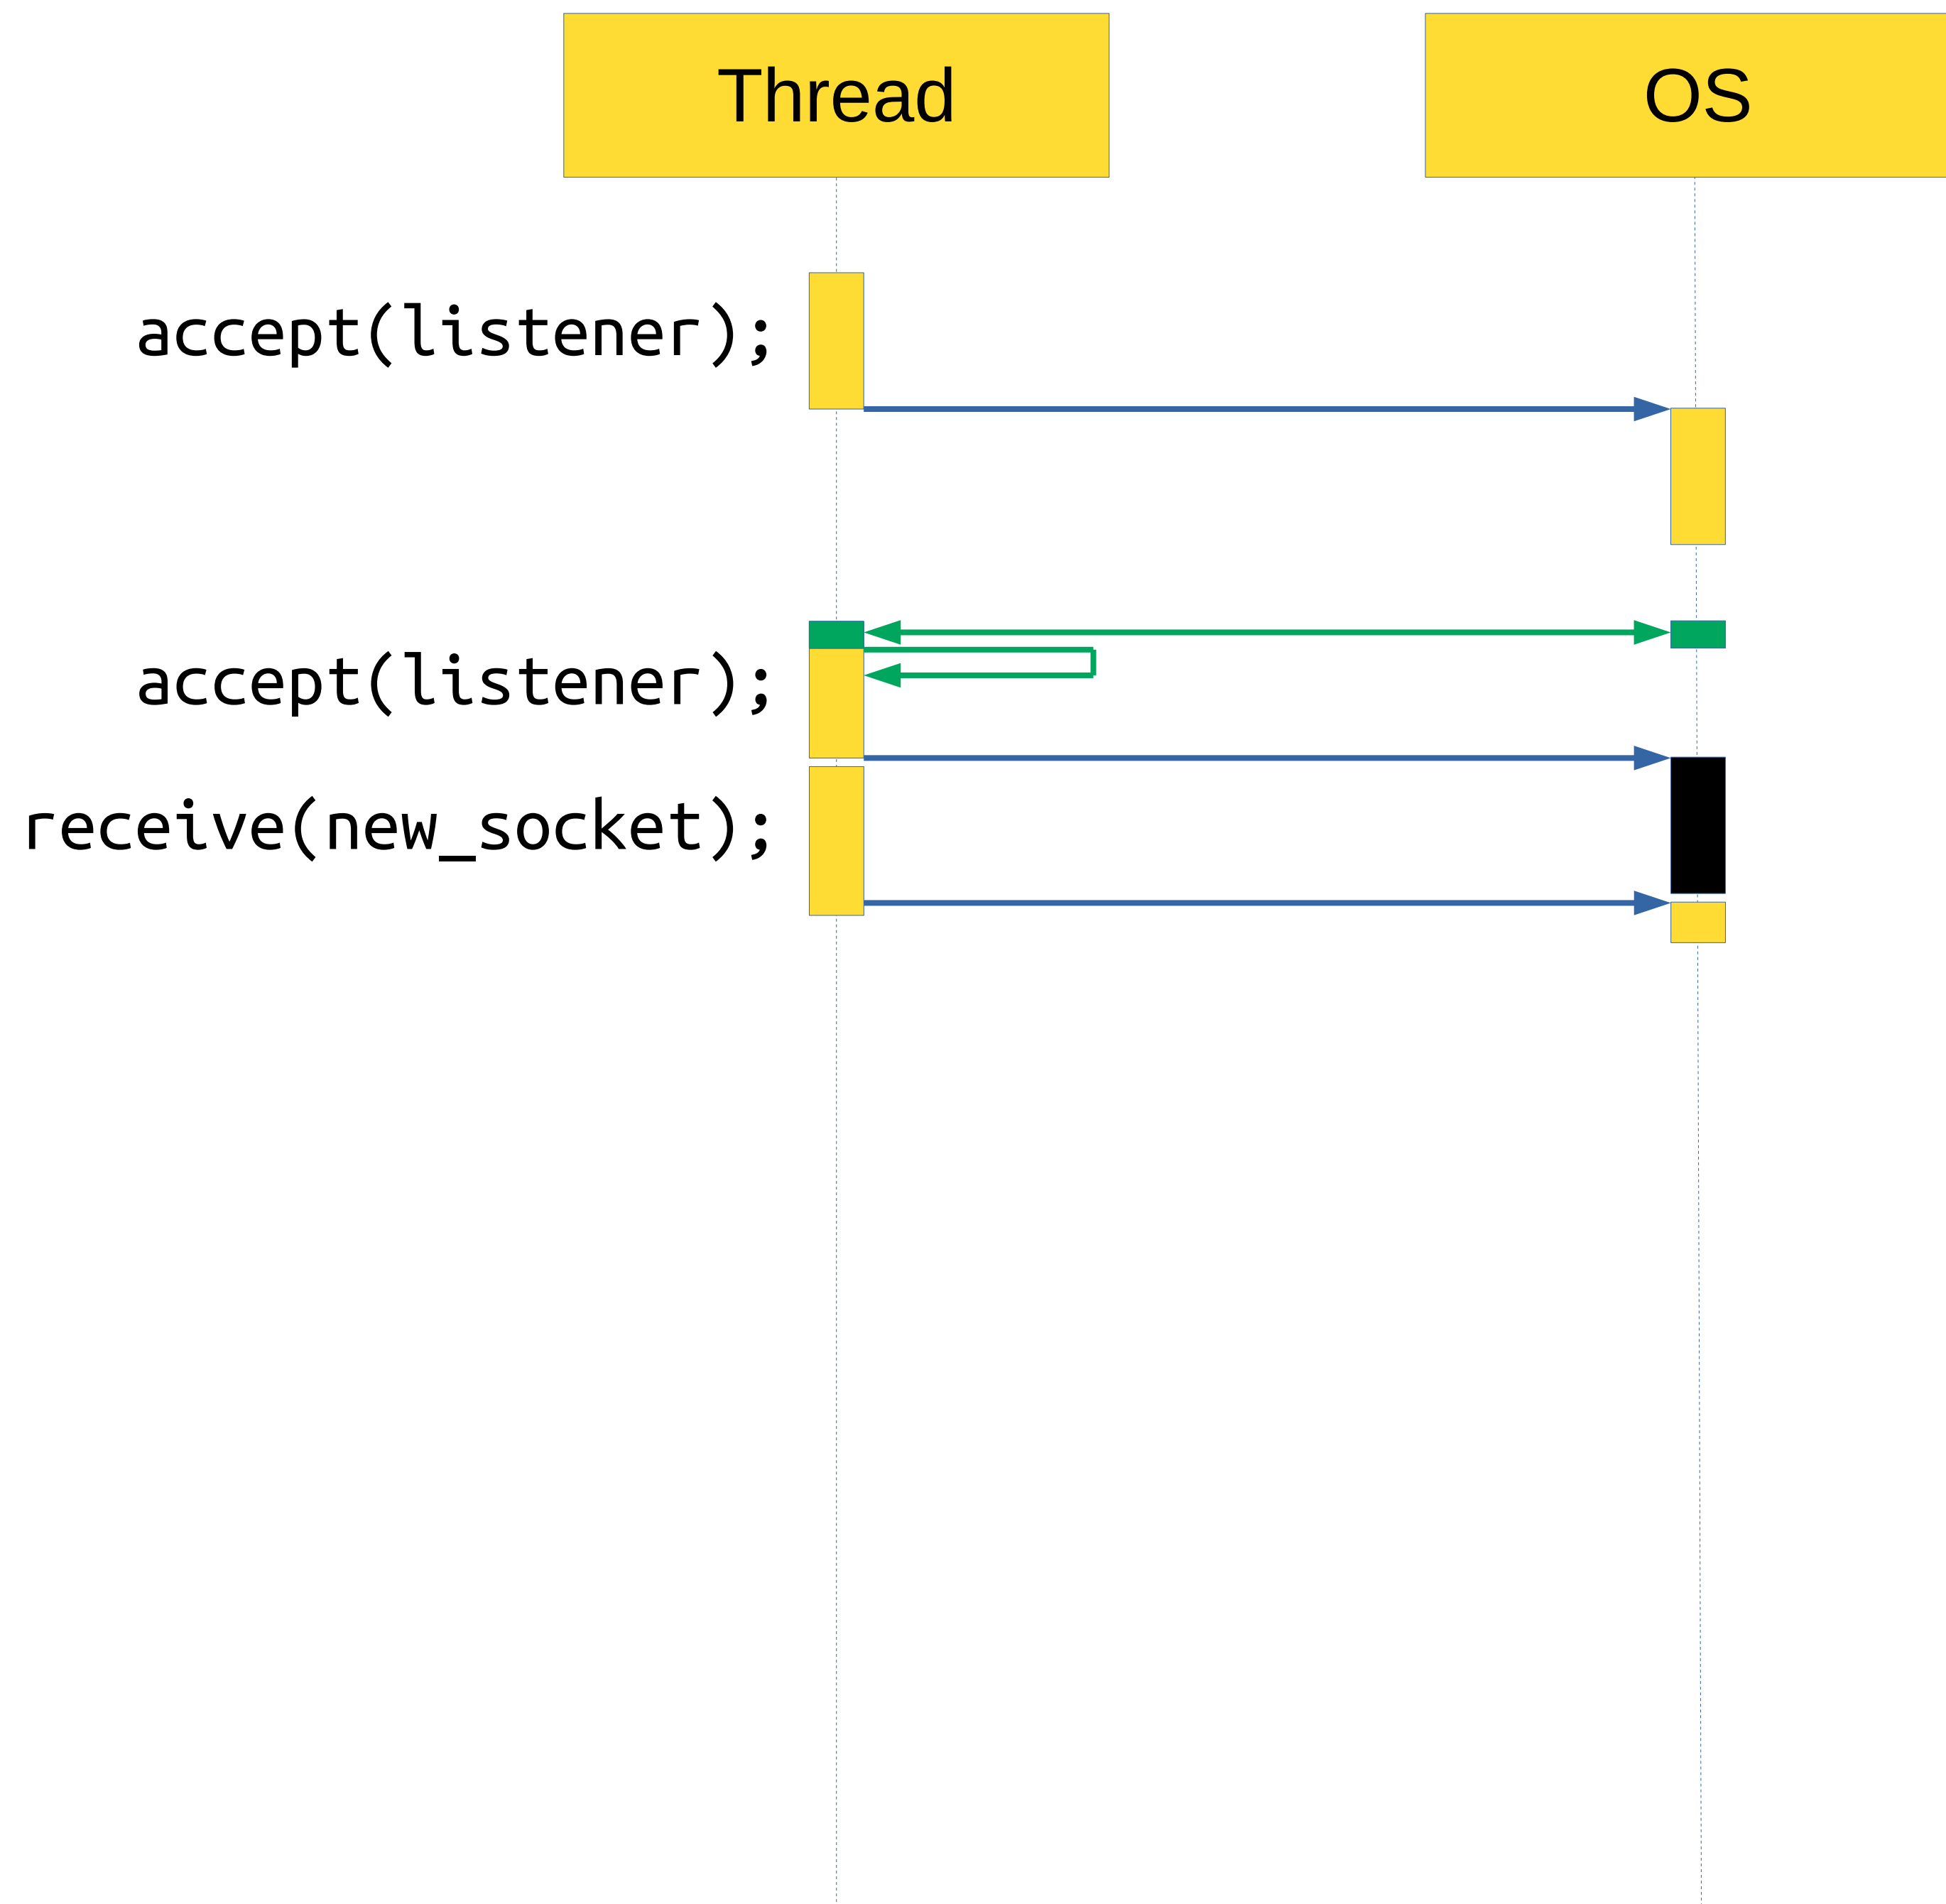 Thread
OS
accept(listener);
accept(listener);
receive(new_socket);